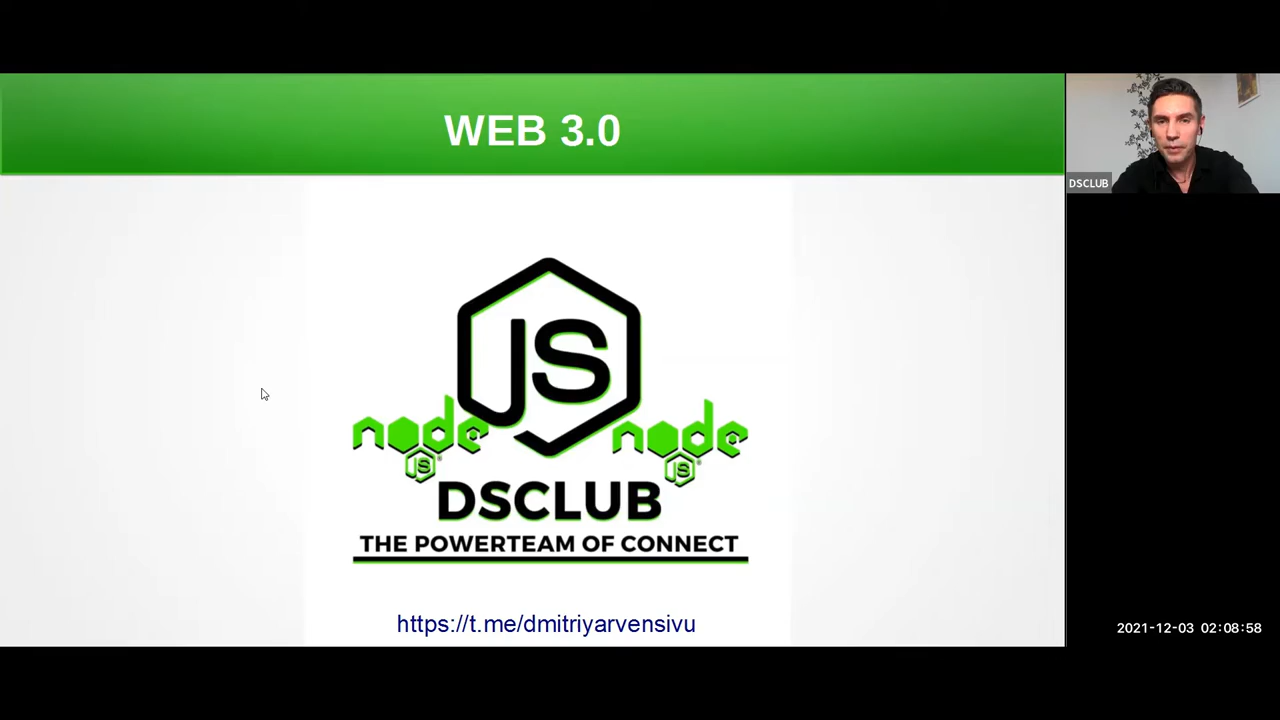 WEB 3.0
DSCLUB
JS
node node
JS® JS®
DSCLUB
THE POWERTEAM OF CONNECT
https://t.me/dmitriyarvensivu
2021-12-03 02:08:58